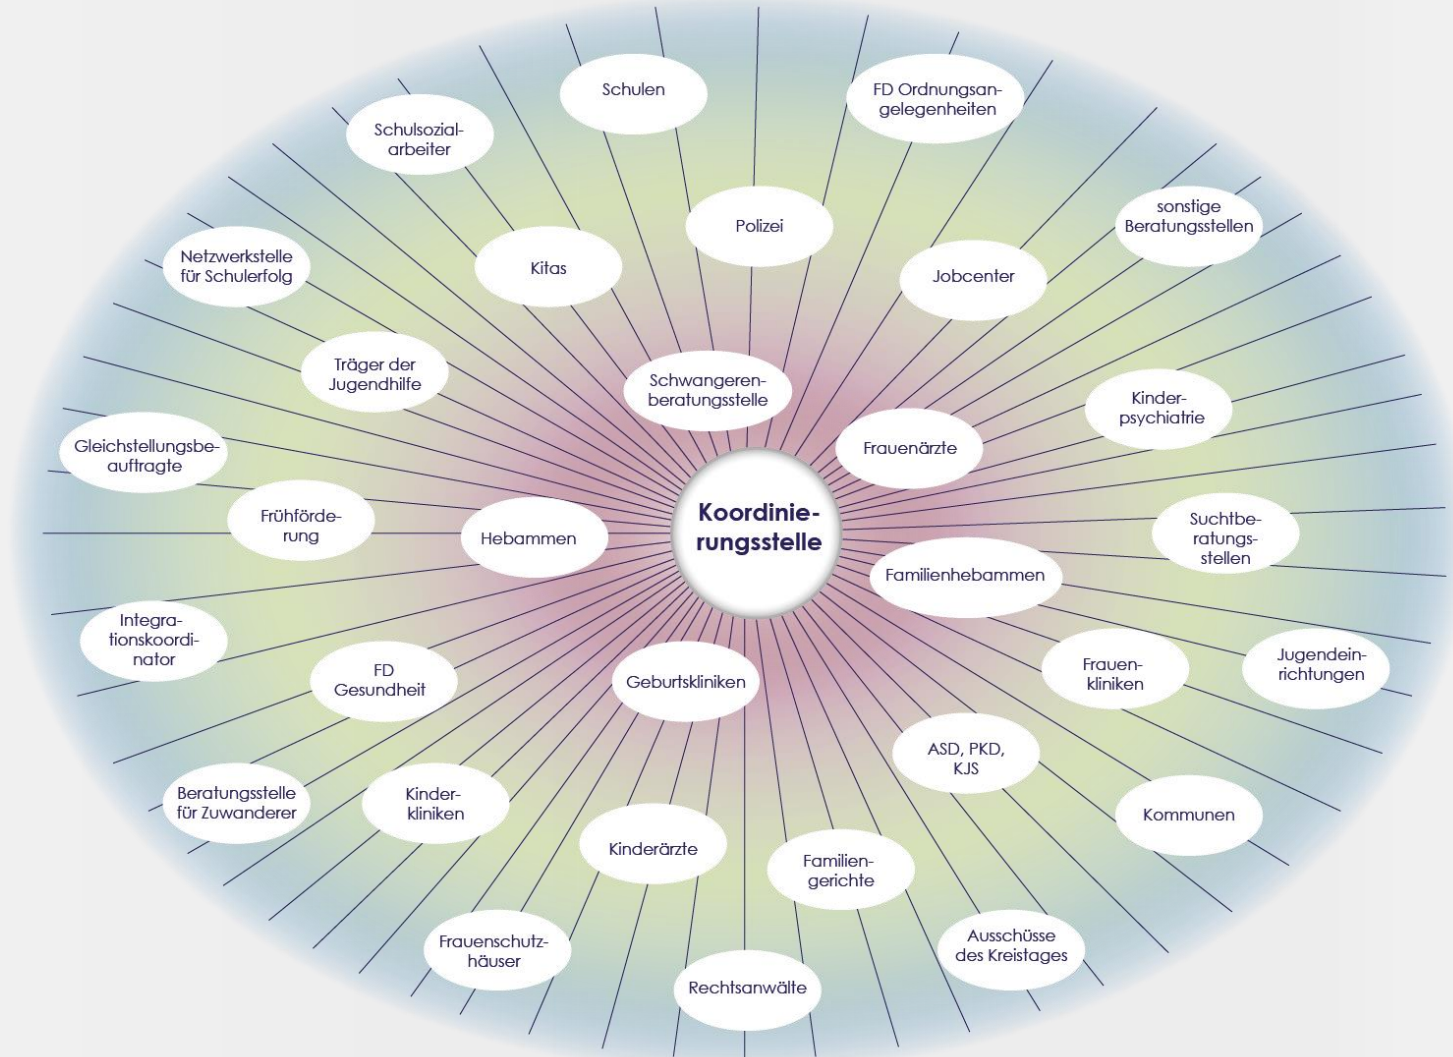 Schulen
FD Ordnungsan-
gelegenheiten
Schulsozial-
arbeiter
sonstige
Beratungsstellen
Polizei
Netzwerkstelle
für Schulerfolg
Kitas
Jobcenter
Träger der
Jugendhilfe
Schwangeren-
beratungsstelle
Kinder-
psychiatrie
Gleichstellungsbe-
auftragte
Frauenärzte
Frühförde-
rung
Hebammen
Koordinie-
rungsstelle
Suchtbe-
ratungs-
stellen
Familienhebammen
Integra-
tionskoordi-
nator
FD
Gesundheit
Geburtskliniken
Frauen-
kliniken
Jugendein-
richtungen
ASD, PKD,
KJS
Beratungsstelle
für Zuwanderer
Kinder-
kliniken
Kommunen
Kinderärzte
Familien-
gerichte
Frauenschutz-
häuser
Ausschüsse
des Kreistages
Rechtsanwälte